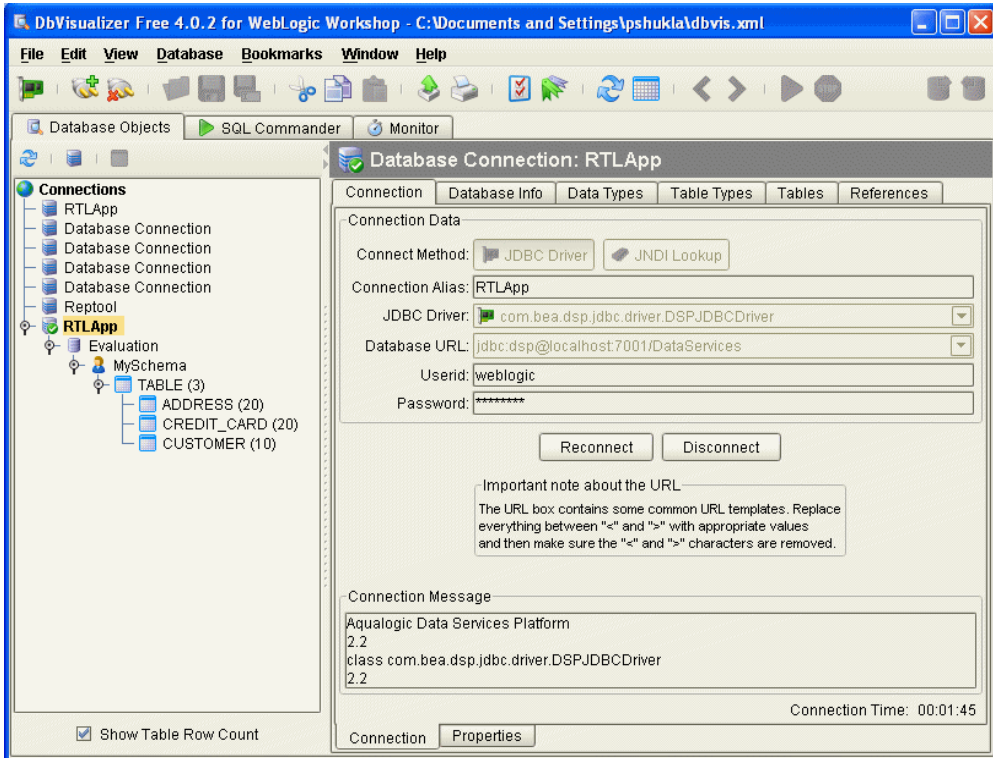 DbVisualizer Free 4.0.2 for WebLogic Workshop - C:\Documents and Settings\pshukla\dbvis.xml
File Edit View Database Bookmarks Window Help
STOP
Database Objects SQL Commander Monitor
Database Connection: RTLApp
Connections
RTLApp
Database Connection
Database Connection
Database Connection
Database Connection
Reptool
RTLApp
Evaluation
MySchema
TABLE (3)
ADDRESS (20)
CREDIT_CARD (20)
CUSTOMER (10)
Show Table Row Count
Connection Database Info Data Types Table Types Tables References
Connection Data
Connect Method: JDBC Driver JNDI Lookup
Connection Alias: RTLApp
JDBC Driver: com.bea.dsp.jdbc.driver.DSPJDBCDriver
Database URL: jdbc:dsp@localhost:7001/DataServices
Userid: weblogic
Password: ********
Reconnect Disconnect
Important note about the URL
The URL box contains some common URL templates. Replace
everything between "<" and ">" with appropriate values
and then make sure the "<" and ">" characters are removed.
Connection Message
Aqualogic Data Services Platform
2.2
class com.bea.dsp.jdbc.driver.DSPJDBCDriver
2.2
Connection Time: 00:01:45
Connection Properties